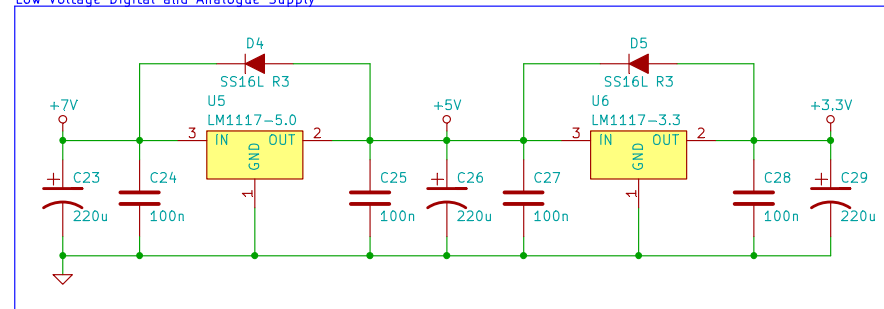 Low Voltage Digital and Analogue Supply
D4
SS16L R3
D5
SS16L R3
+7V
U5
LM1117-5.0
+5V
U6
LM1117-3.3
+3,3V
3 IN OUT 2
GND
1
3 IN OUT 2
GND
1
C23
220u
C24
100n
C25
100n
C26
220u
C27
100n
C28
100n
C29
220u